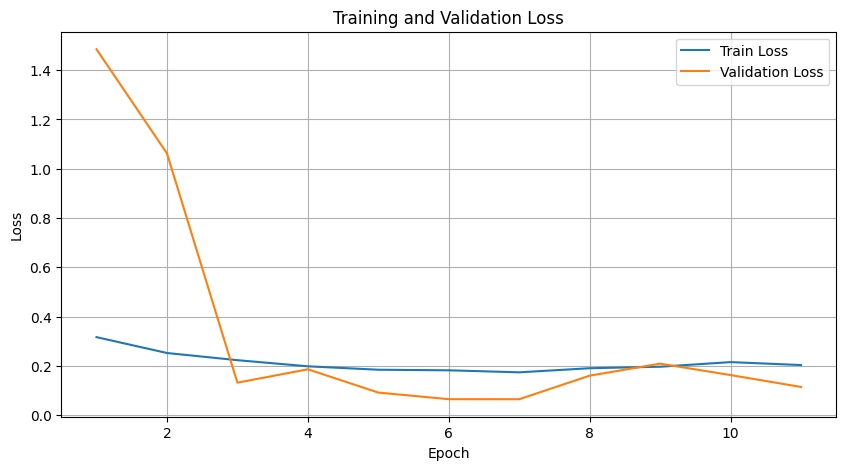 Training and Validation Loss
Train Loss
Validation Loss
1.4
1.2
1.0
0.8
0.6
0.4
0.2
0.0
Loss
2 4 6 8 10
Epoch